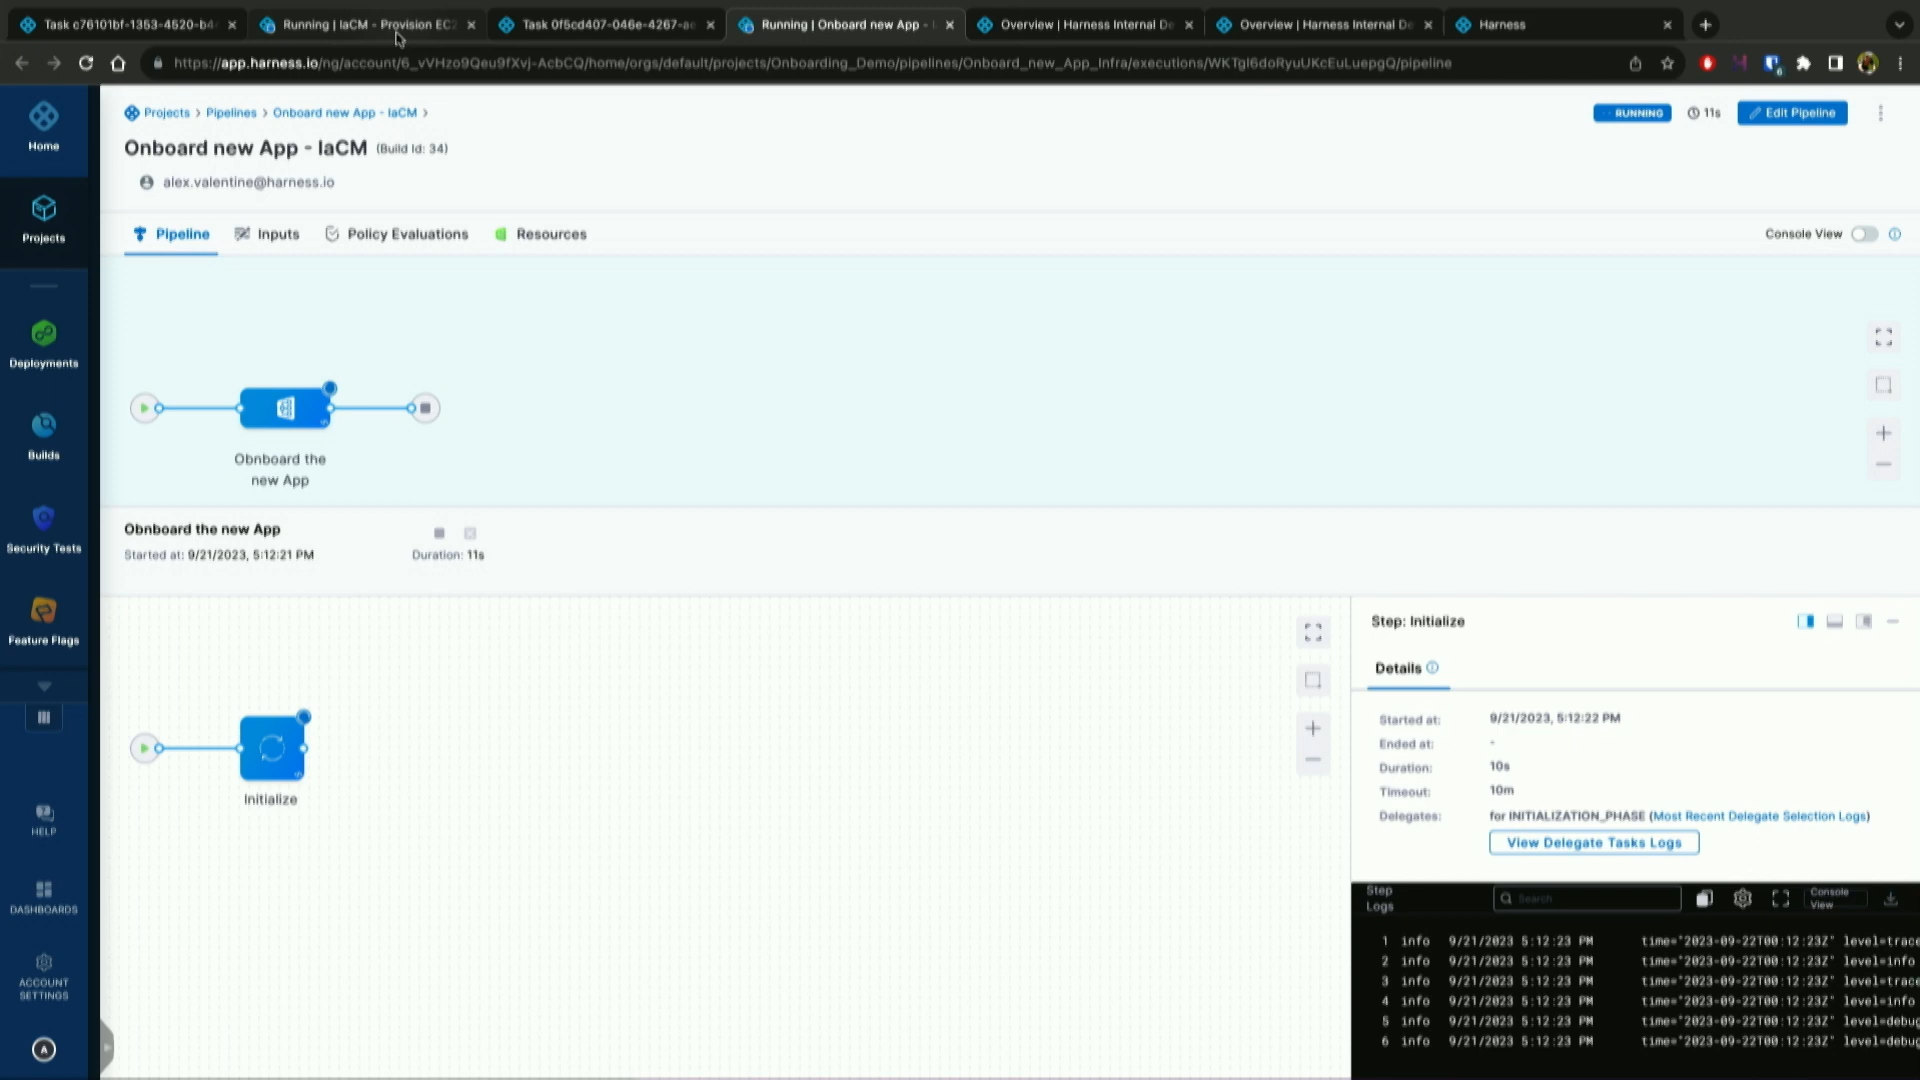 Task c76101bf-1353-4520-b4
Running | IaCM - Provision EC2
Task 0f5cd407-046e-4267-ae
Running | Onboard new App -
Overview | Harness Internal De
Overview | Harness Internal De
Harness
https://app.harness.io/ng/account/6_vVHzo9Qeu9fXvj-AcbCQ/home/orgs/default/projects/Onboarding_Demo/pipelines/Onboard_new_App_Infra/executions/WKTgI6doRyuUKcEuLuepgQ/pipeline
Home
Projects
Deployments
Builds
Security Tests
Feature Flags
HELP
DASHBOARDS
ACCOUNT
SETTINGS
A
Projects > Pipelines > Onboard new App - IaCM >
RUNNING
11s
Edit Pipeline
Onboard new App - IaCM (Build Id: 34)
alex.valentine@harness.io
Pipeline
Inputs
Policy Evaluations
Resources
Console View
Obnboard the
new App
Obnboard the new App
Started at: 9/21/2023, 5:12:21 PM
Duration: 11s
Initialize
Step: Initialize
Details
Started at: 9/21/2023, 5:12:22 PM
Ended at: -
Duration: 10s
Timeout: 10m
Delegates: for INITIALIZATION_PHASE (Most Recent Delegate Selection Logs)
View Delegate Tasks Logs
Step
Logs
Search
Console
View
1 info 9/21/2023 5:12:23 PM time="2023-09-22T00:12:23Z" level=trace
2 info 9/21/2023 5:12:23 PM time="2023-09-22T00:12:23Z" level=info
3 info 9/21/2023 5:12:23 PM time="2023-09-22T00:12:23Z" level=trace
4 info 9/21/2023 5:12:23 PM time="2023-09-22T00:12:23Z" level=info
5 info 9/21/2023 5:12:23 PM time="2023-09-22T00:12:23Z" level=debug
6 info 9/21/2023 5:12:23 PM time="2023-09-22T00:12:23Z" level=debug